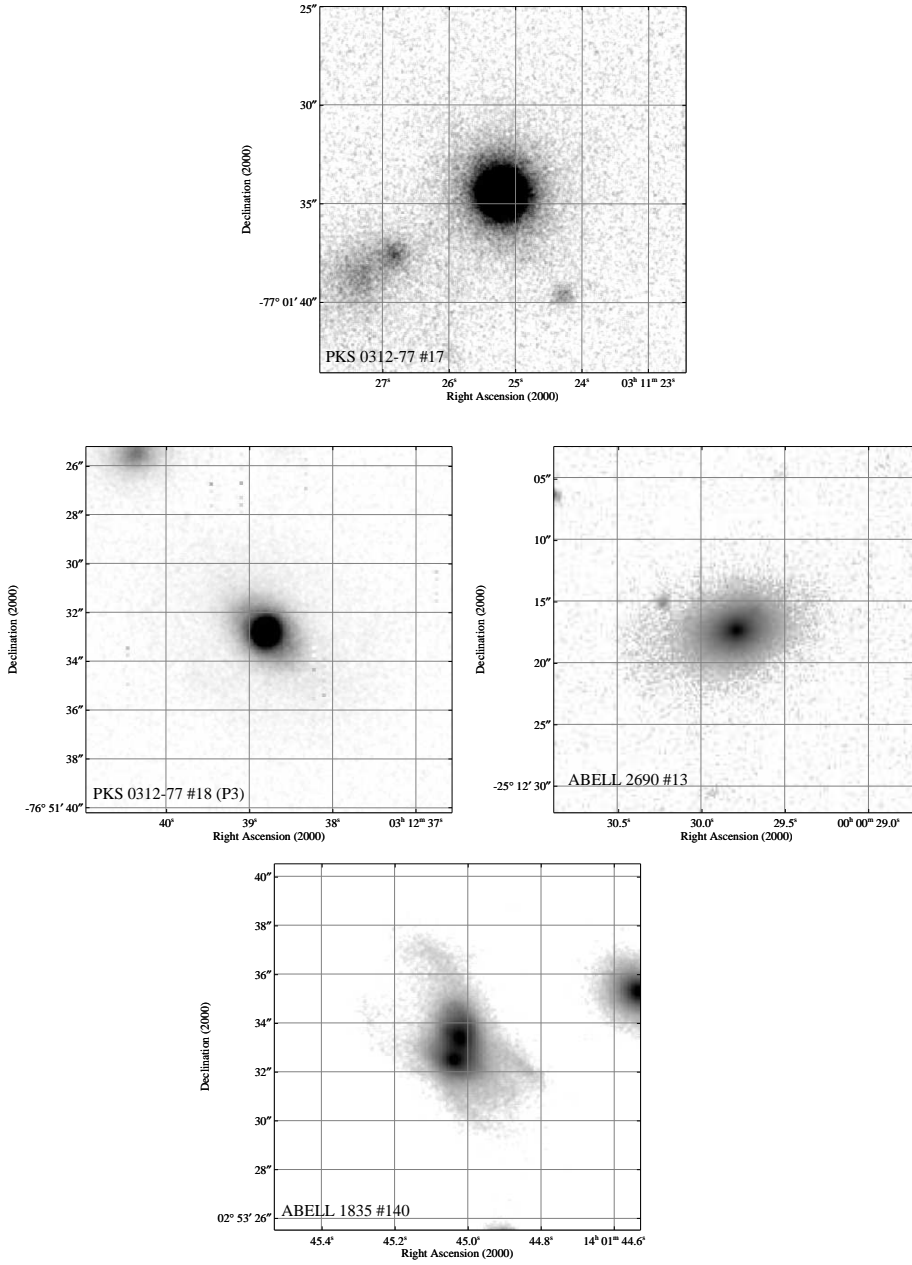 25″
30″
35″
-77° 01′ 40″
Declination (2000)
PKS 0312-77 #17
27ˢ 26ˢ 25ˢ 24ˢ 03ʰ 11ᵐ 23ˢ
Right Ascension (2000)
26″
28″
30″
32″
34″
36″
38″
-76° 51′ 40″
Declination (2000)
PKS 0312-77 #18 (P3)
40ˢ 39ˢ 38ˢ 03ʰ 12ᵐ 37ˢ
Right Ascension (2000)
05″
10″
15″
20″
25″
-25° 12′ 30″
Declination (2000)
ABELL 2690 #13
30.5ˢ 30.0ˢ 29.5ˢ 00ʰ 00ᵐ 29.0ˢ
Right Ascension (2000)
40″
38″
36″
34″
32″
30″
28″
02° 53′ 26″
Declination (2000)
ABELL 1835 #140
45.4ˢ 45.2ˢ 45.0ˢ 44.8ˢ 14ʰ 01ᵐ 44.6ˢ
Right Ascension (2000)